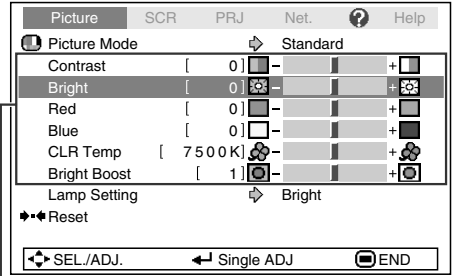 Picture SCR PRJ Net. ? Help
Picture Mode Standard
Contrast [ 0] - +
Bright [ 0] - +
Red [ 0] - +
Blue [ 0] - +
CLR Temp [ 7500K] - +
Bright Boost [ 1] - +
Lamp Setting Bright
Reset
SEL./ADJ. Single ADJ END